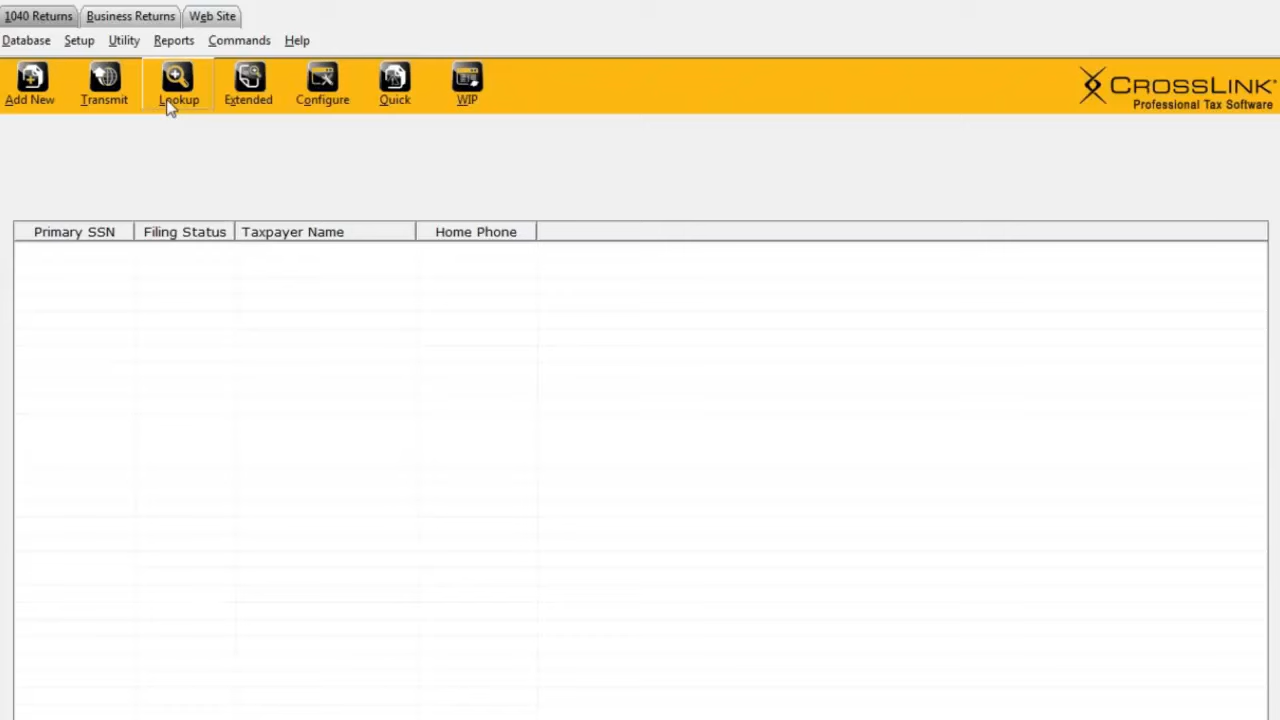 1040 Returns Business Returns Web Site
Database Setup Utility Reports Commands Help
Add New Transmit Lookup Extended Configure Quick WIP
CROSSLINK®
Professional Tax Software
Primary SSN Filing Status Taxpayer Name Home Phone